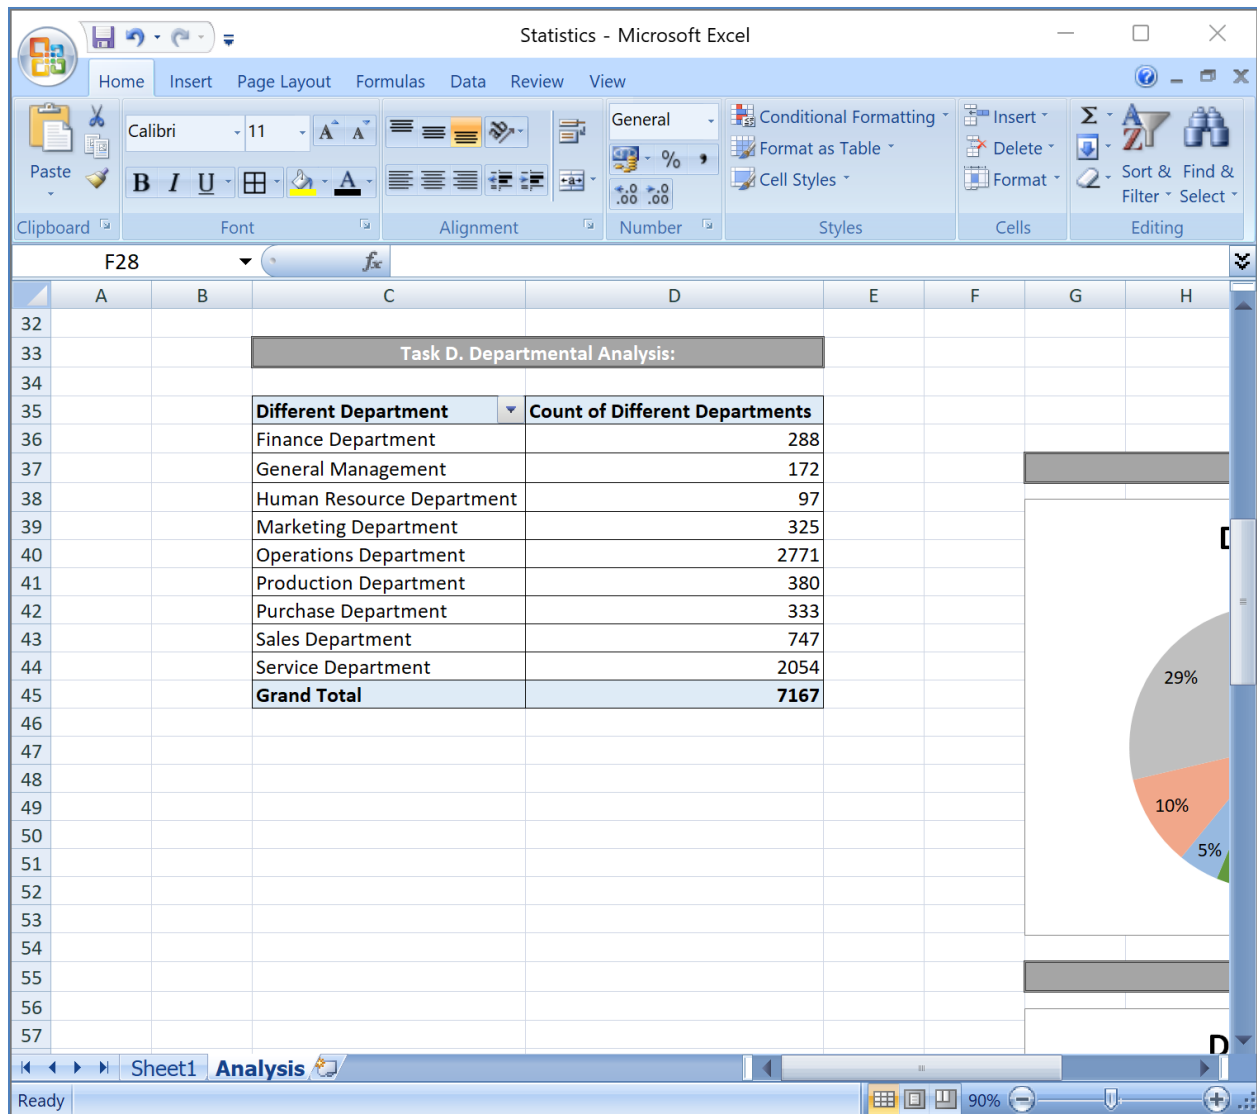 Statistics - Microsoft Excel
Home Insert Page Layout Formulas Data Review View
Paste
Clipboard
Calibri 11
B I U A
Font
Alignment
General
% ,
.0 .00 .00 .0
Number
Conditional Formatting
Format as Table
Cell Styles
Styles
Insert
Delete
Format
Cells
Σ
Sort & Filter
Find & Select
Editing
F28 fx
A B C D E F G H
32
33 Task D. Departmental Analysis:
34
35 Different Department Count of Different Departments
36 Finance Department 288
37 General Management 172
38 Human Resource Department 97
39 Marketing Department 325
40 Operations Department 2771
41 Production Department 380
42 Purchase Department 333
43 Sales Department 747
44 Service Department 2054
45 Grand Total 7167
46
47
48
49
50
51
52
53
54
55
56
57
29%
10%
5%
D
Sheet1 Analysis
Ready 90%